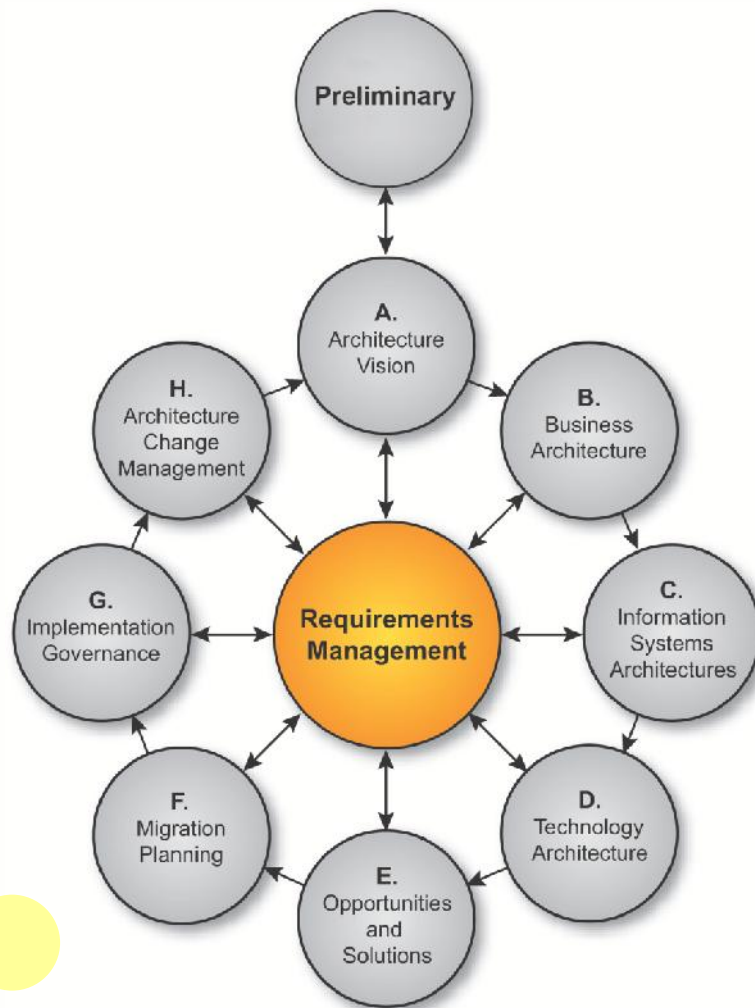 Preliminary
A.
Architecture
Vision
B.
Business
Architecture
C.
Information
Systems
Architectures
D.
Technology
Architecture
E.
Opportunities
and
Solutions
F.
Migration
Planning
G.
Implementation
Governance
H.
Architecture
Change
Management
Requirements
Management